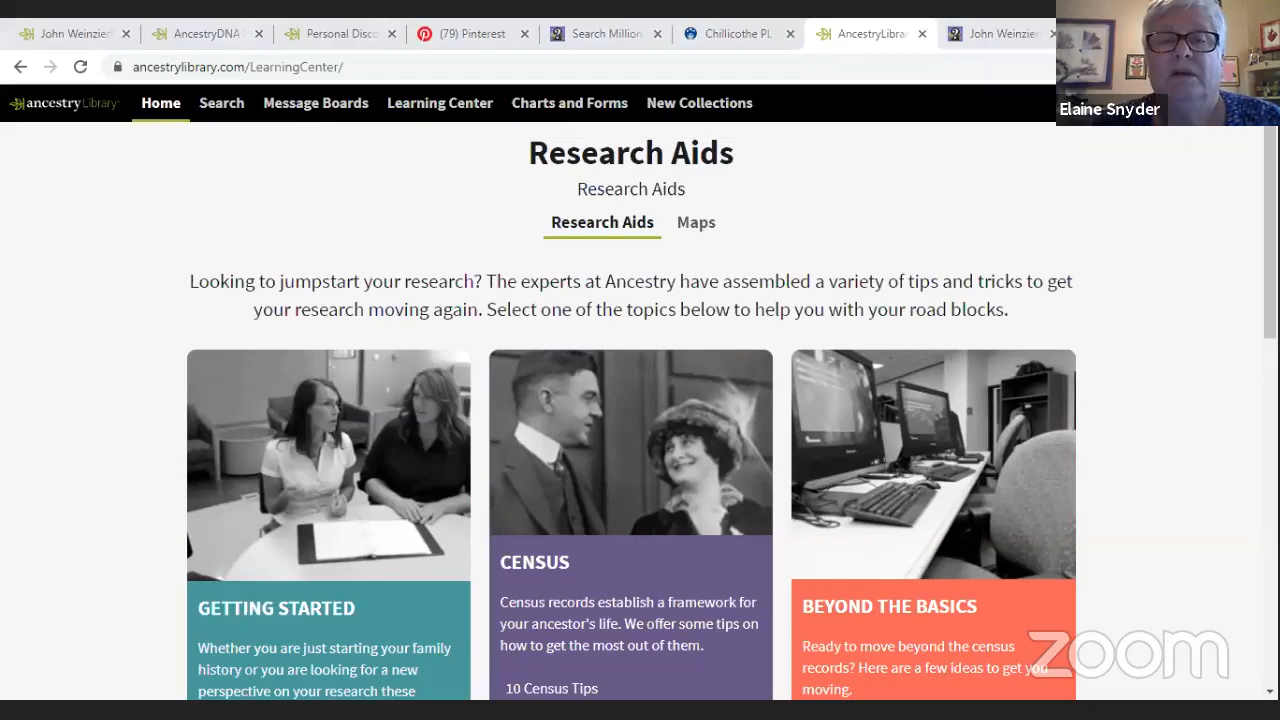 John Weinzier
AncestryDNA
Personal Disco
(79) Pinterest
Search Million
Chillicothe PL
AncestryLibrar
John Weinzier
ancestrylibrary.com/LearningCenter/
ancestryLibrary
Home
Search
Message Boards
Learning Center
Charts and Forms
New Collections
Elaine Snyder
Research Aids
Research Aids
Research Aids
Maps
Looking to jumpstart your research? The experts at Ancestry have assembled a variety of tips and tricks to get
your research moving again. Select one of the topics below to help you with your road blocks.
GETTING STARTED
Whether you are just starting your family
history or you are looking for a new
perspective on your research these
CENSUS
Census records establish a framework for
your ancestor's life. We offer some tips on
how to get the most out of them.
10 Census Tips
BEYOND THE BASICS
Ready to move beyond the census
records? Here are a few ideas to get you
moving.
zoom